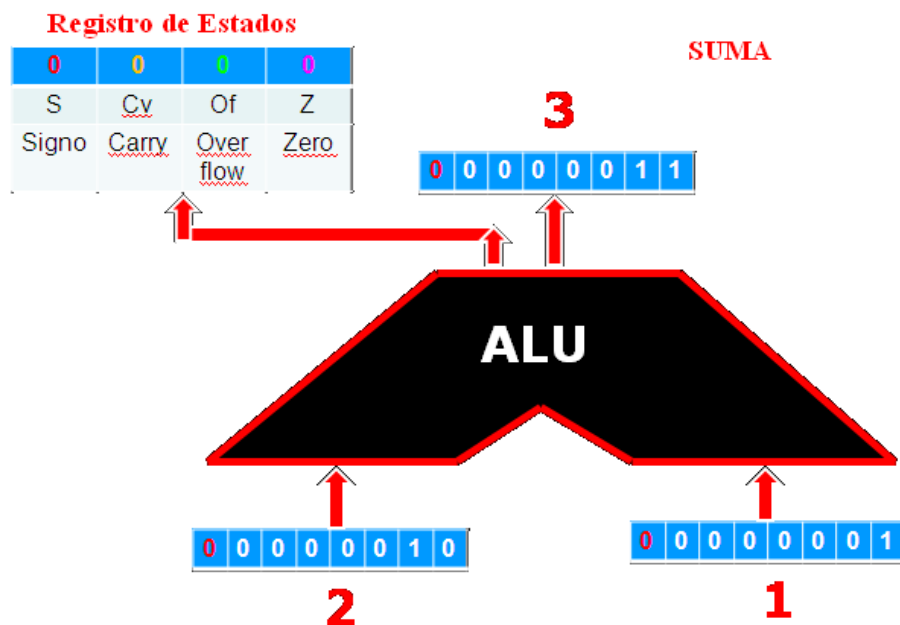 Registro de Estados
SUMA
0 0 0 0
S Cv Of Z
Signo Carry Over flow Zero
3
0 0 0 0 0 0 1 1
ALU
0 0 0 0 0 0 1 0
0 0 0 0 0 0 0 1
2
1